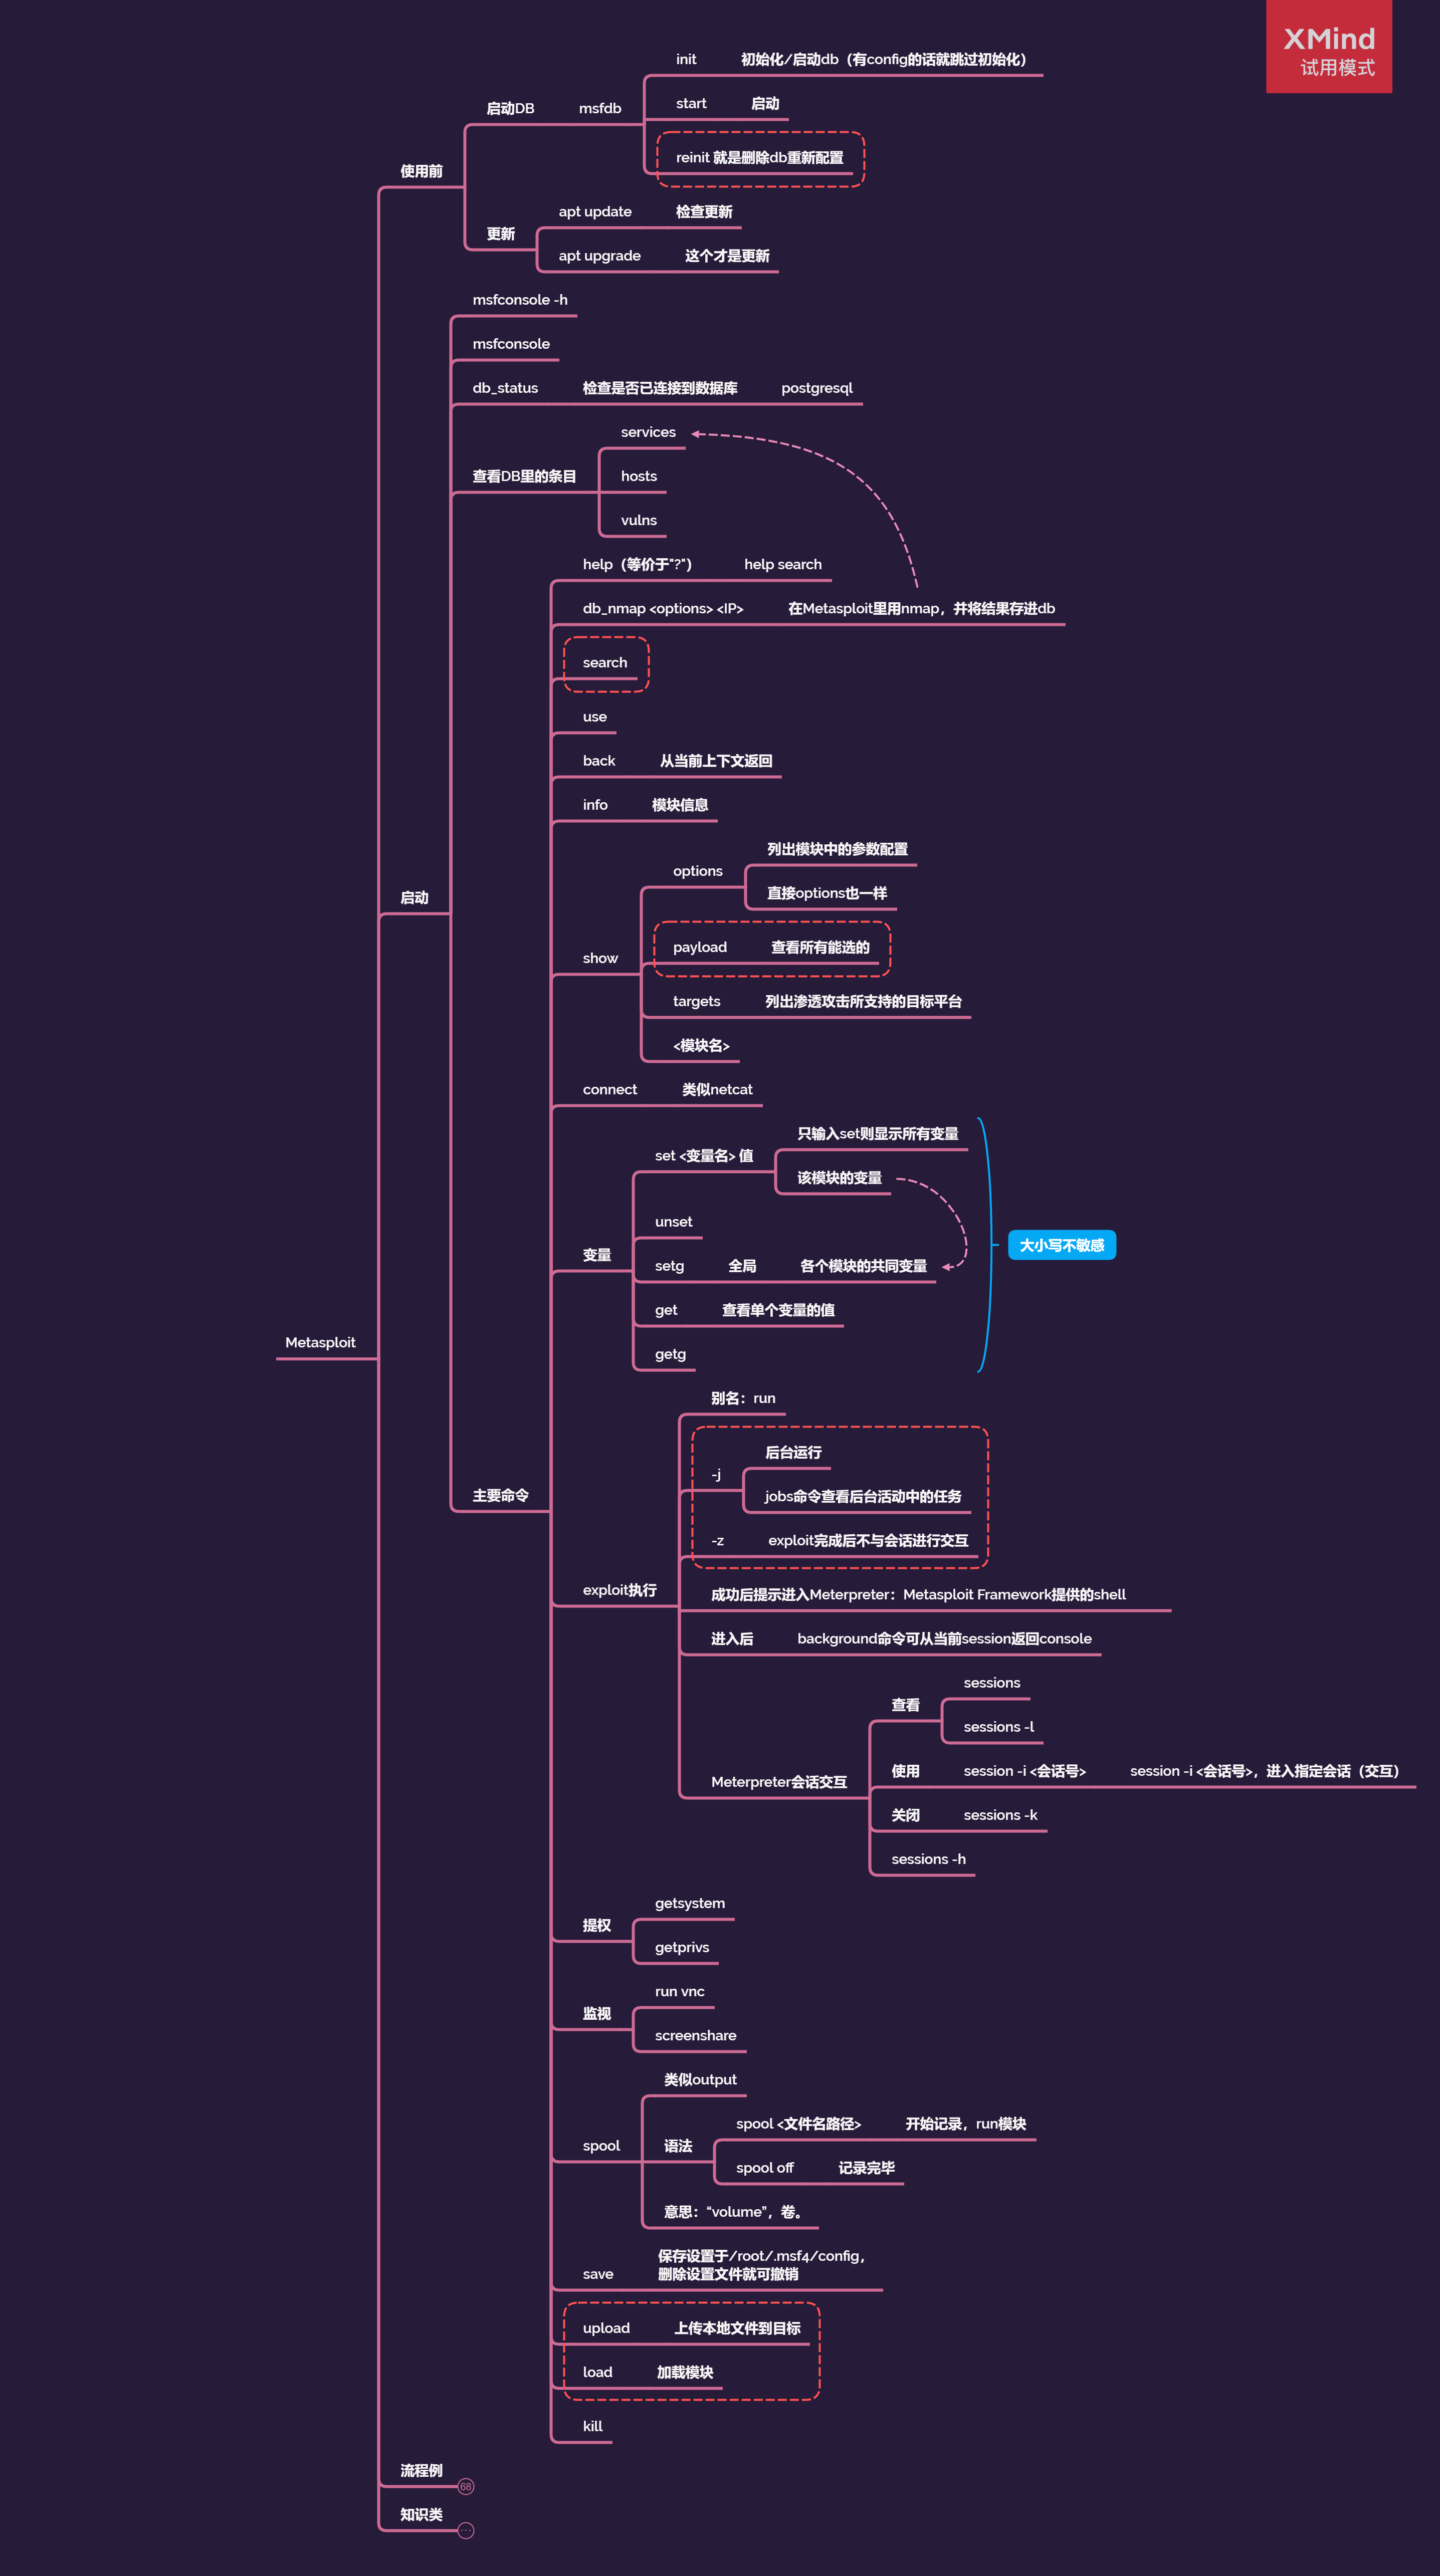 XMind
试用模式
init 初始化/启动db（有config的话就跳过初始化）
启动DB msfdb start 启动
reinit 就是删除db重新配置
使用前
apt update 检查更新
更新
apt upgrade 这个才是更新
msfconsole -h
msfconsole
db_status 检查是否已连接到数据库 postgresql
services
查看DB里的条目 hosts
vulns
help（等价于"?"） help search
db_nmap <options> <IP> 在Metasploit里用nmap，并将结果存进db
search
use
back 从当前上下文返回
info 模块信息
列出模块中的参数配置
options
直接options也一样
启动
payload 查看所有能选的
show
targets 列出渗透攻击所支持的目标平台
<模块名>
connect 类似netcat
只输入set则显示所有变量
set <变量名> 值
该模块的变量
unset
变量 大小写不敏感
setg 全局 各个模块的共同变量
get 查看单个变量的值
Metasploit
getg
别名：run
后台运行
-j
jobs命令查看后台活动中的任务
主要命令
-z exploit完成后不与会话进行交互
exploit执行
成功后提示进入Meterpreter：Metasploit Framework提供的shell
进入后 background命令可从当前session返回console
sessions
查看
sessions -l
使用 session -i <会话号> session -i <会话号>，进入指定会话（交互）
Meterpreter会话交互
关闭 sessions -k
sessions -h
getsystem
提权
getprivs
run vnc
监视
screenshare
类似output
spool <文件名路径> 开始记录，run模块
spool 语法
spool off 记录完毕
意思：“volume”，卷。
保存设置于/root/.msf4/config，
save 删除设置文件就可撤销
upload 上传本地文件到目标
load 加载模块
kill
流程例 68
知识类 ...